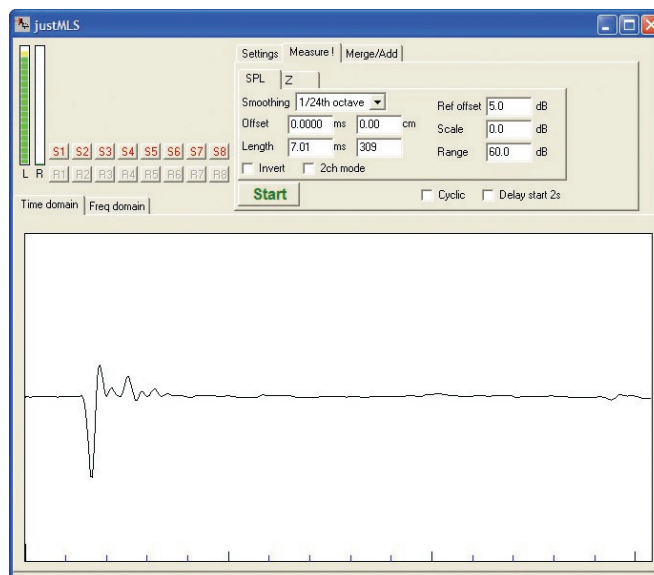 justMLS
Settings Measure ! Merge/Add
SPL Z
Smoothing 1/24th octave Ref offset 5.0 dB
Offset 0.0000 ms 0.00 cm Scale 0.0 dB
Length 7.01 ms 309 Range 60.0 dB
Invert 2ch mode
S1 S2 S3 S4 S5 S6 S7 S8
L R R1 R2 R3 R4 R5 R6 R7 R8
Start Cyclic Delay start 2s
Time domain Freq domain